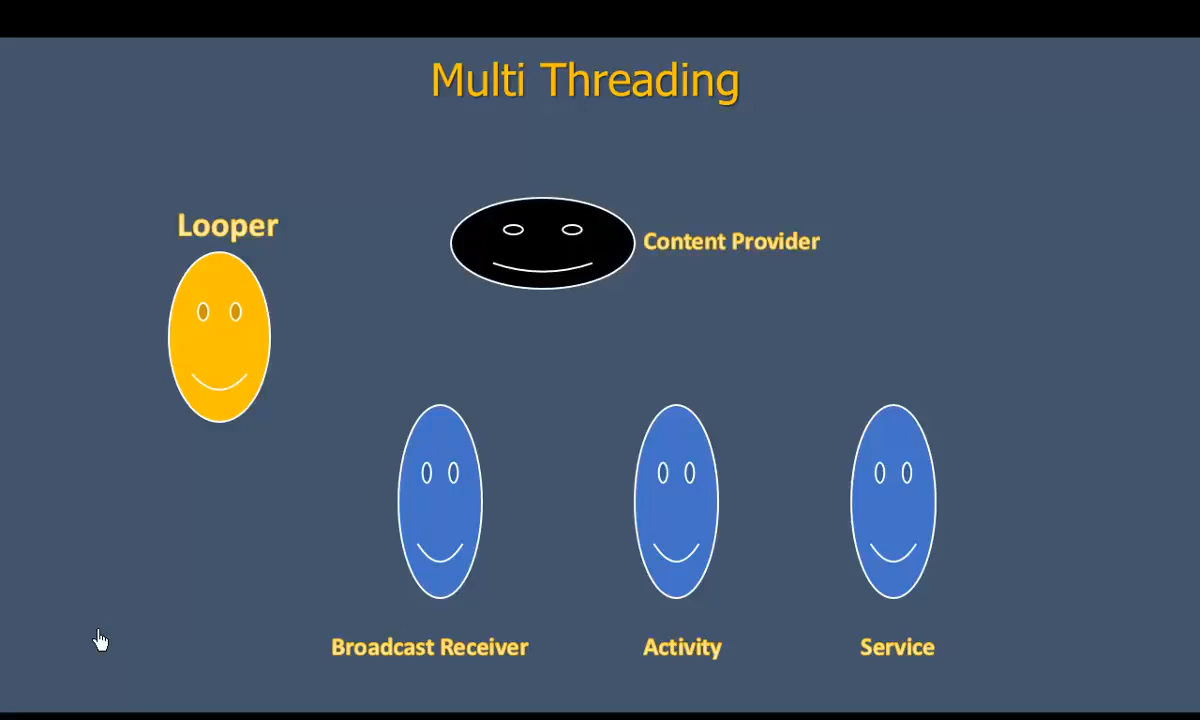 Multi Threading
Looper
Content Provider
Broadcast Receiver
Activity
Service